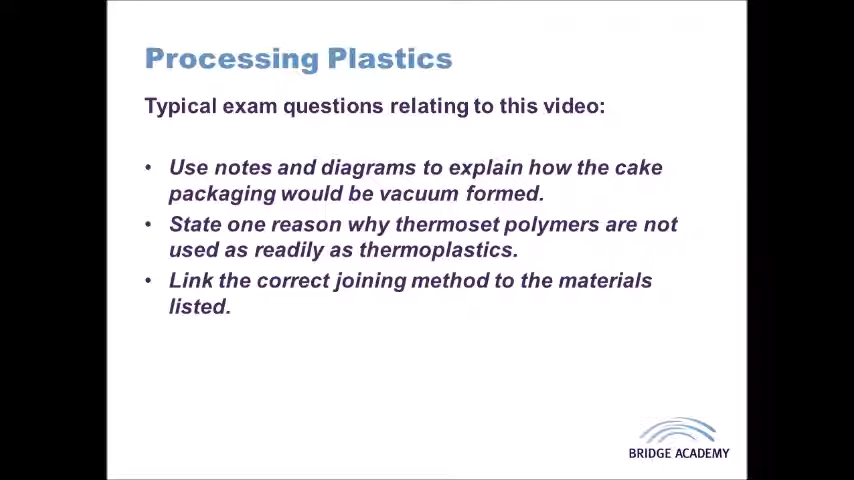 Processing Plastics
Typical exam questions relating to this video:
• Use notes and diagrams to explain how the cake
packaging would be vacuum formed.
• State one reason why thermoset polymers are not
used as readily as thermoplastics.
• Link the correct joining method to the materials
listed.
BRIDGE ACADEMY